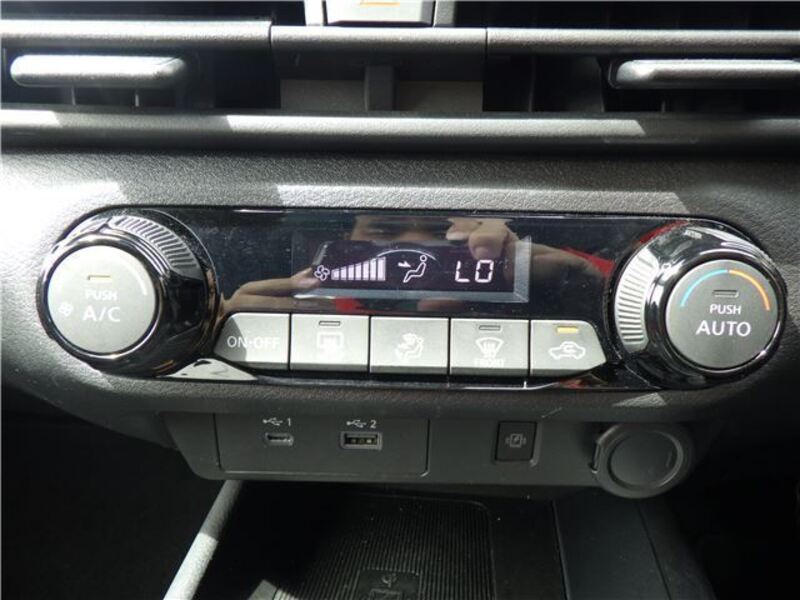 LO
PUSH
A/C
PUSH
AUTO
ON·OFF
FRONT
1
2